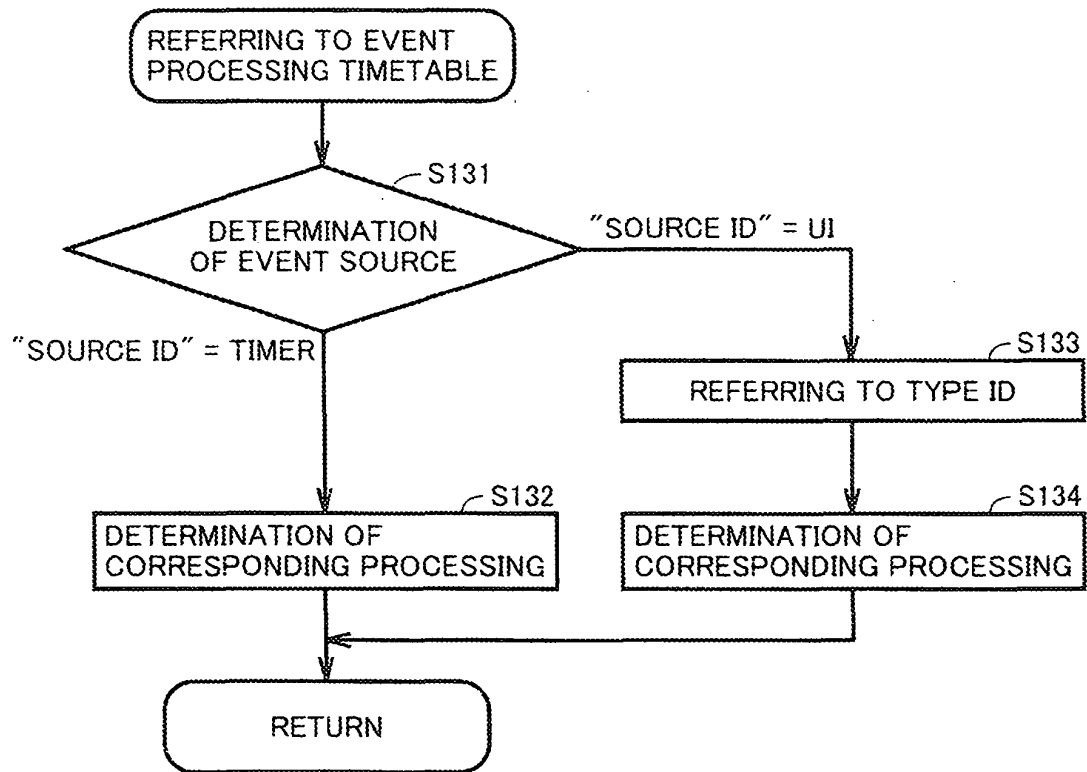 REFERRING TO EVENT
PROCESSING TIMETABLE
S131
DETERMINATION
OF EVENT SOURCE
"SOURCE ID" = UI
"SOURCE ID" = TIMER
S133
REFERRING TO TYPE ID
S132
DETERMINATION OF
CORRESPONDING PROCESSING
S134
DETERMINATION OF
CORRESPONDING PROCESSING
RETURN